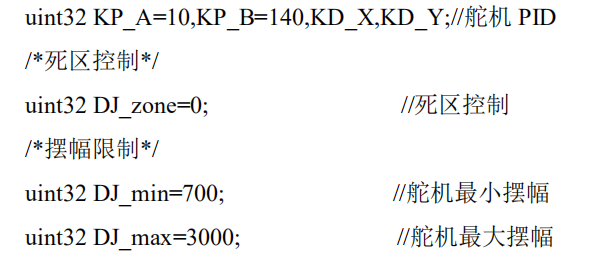 uint32 KP_A=10,KP_B=140,KD_X,KD_Y;//舵机 PID
/*死区控制*/
uint32 DJ_zone=0; //死区控制
/*摆幅限制*/
uint32 DJ_min=700; //舵机最小摆幅
uint32 DJ_max=3000; //舵机最大摆幅